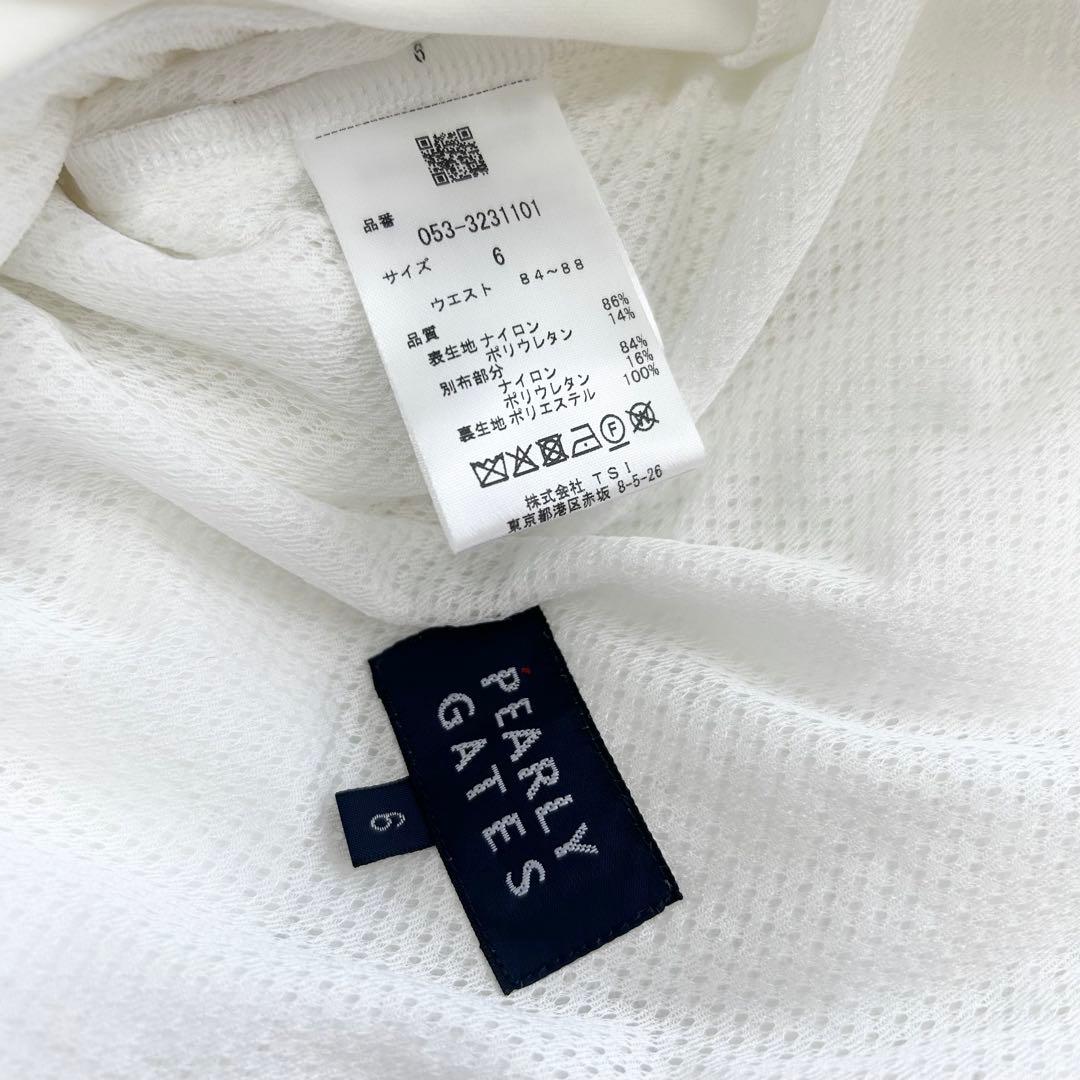 6
品番 053-3231101
サイズ 6
ウエスト 84～88
品質
表生地 ナイロン 86%
ポリウレタン 14%
別布部分
ナイロン 84%
ポリウレタン 16%
裏生地 ポリエステル 100%
F
W
株式会社 TSI
東京都港区赤坂 8-5-26
PEARLY
GATES
6